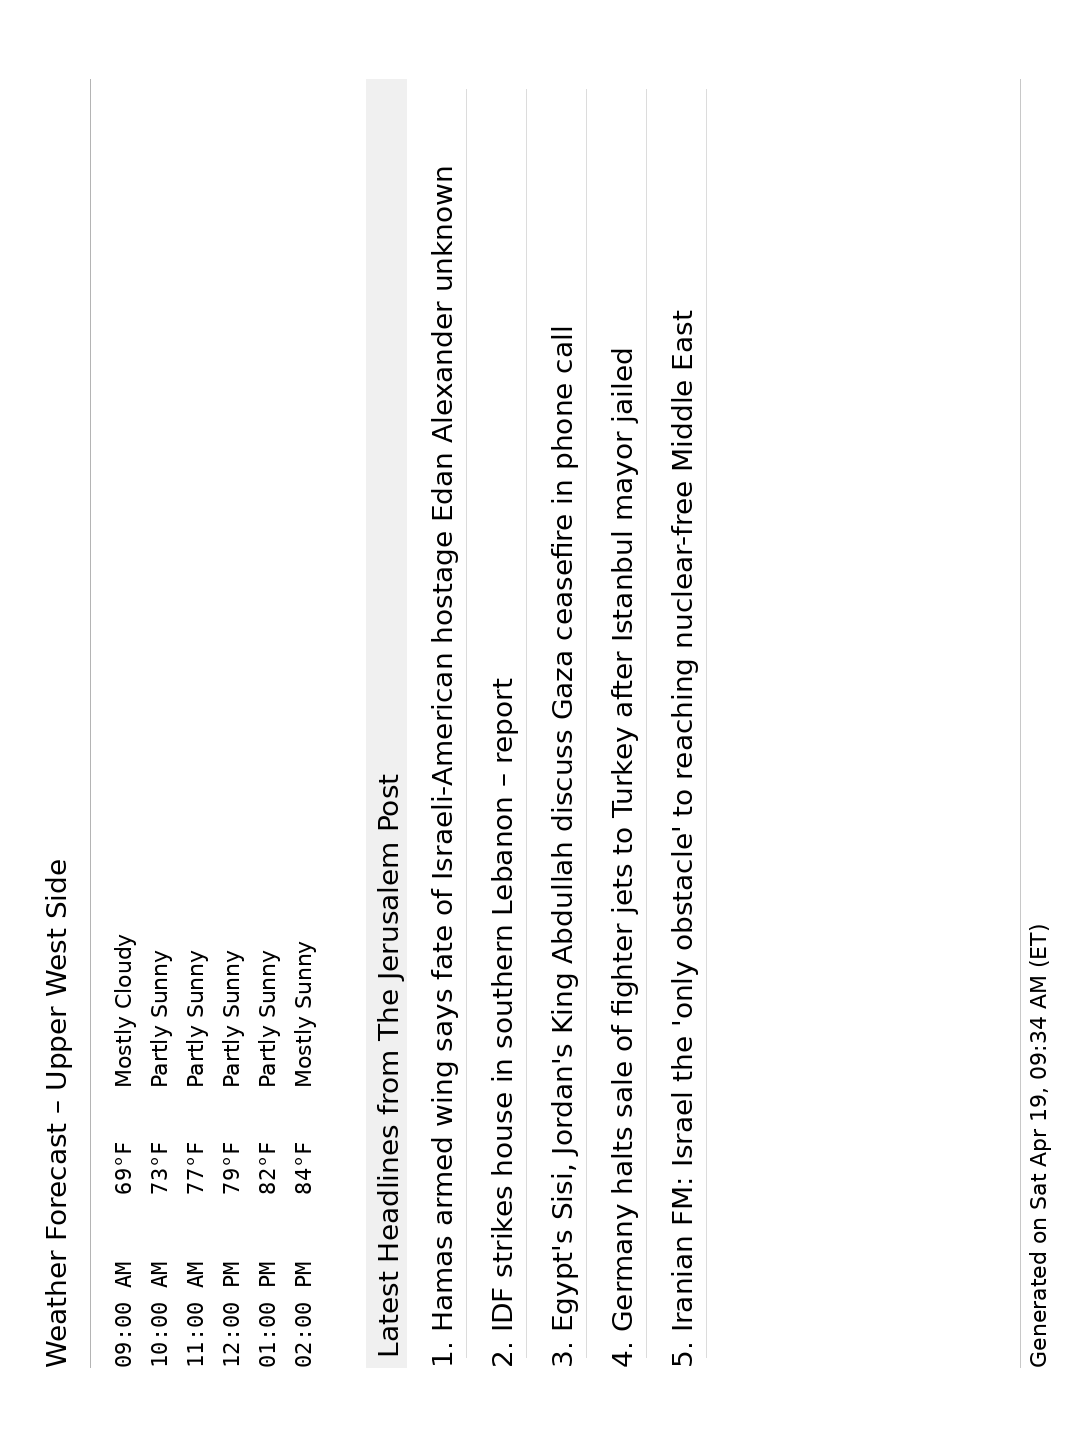 Weather Forecast – Upper West Side
09:00 AM 69°F Mostly Cloudy
10:00 AM 73°F Partly Sunny
11:00 AM 77°F Partly Sunny
12:00 PM 79°F Partly Sunny
01:00 PM 82°F Partly Sunny
02:00 PM 84°F Mostly Sunny
Latest Headlines from The Jerusalem Post
1. Hamas armed wing says fate of Israeli-American hostage Edan Alexander unknown
2. IDF strikes house in southern Lebanon – report
3. Egypt's Sisi, Jordan's King Abdullah discuss Gaza ceasefire in phone call
4. Germany halts sale of fighter jets to Turkey after Istanbul mayor jailed
5. Iranian FM: Israel the 'only obstacle' to reaching nuclear-free Middle East
Generated on Sat Apr 19, 09:34 AM (ET)